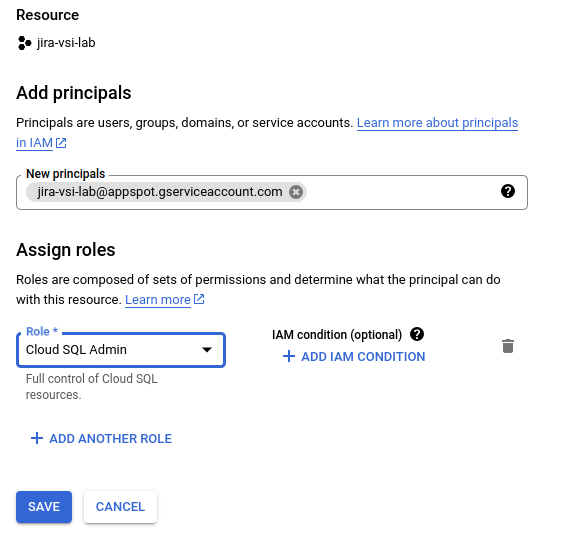 Resource
jira-vsi-lab
Add principals
Principals are users, groups, domains, or service accounts. Learn more about principals
in IAM
New principals
jira-vsi-lab@appspot.gserviceaccount.com
Assign roles
Roles are composed of sets of permissions and determine what the principal can do
with this resource. Learn more
Role *
Cloud SQL Admin
Full control of Cloud SQL
resources.
IAM condition (optional)
ADD IAM CONDITION
ADD ANOTHER ROLE
SAVE
CANCEL